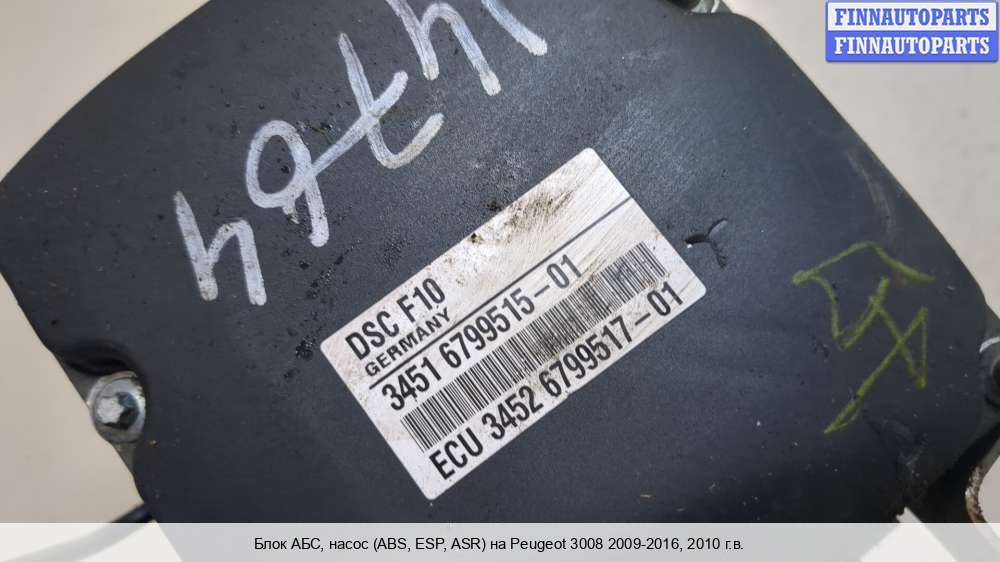 FINNAUTOPARTS
FINNAUTOPARTS
DSC F10
GERMANY
3451 6799515-01
ECU 3452 6799517-01
Блок АБС, насос (ABS, ESP, ASR) на Peugeot 3008 2009-2016, 2010 г.в.